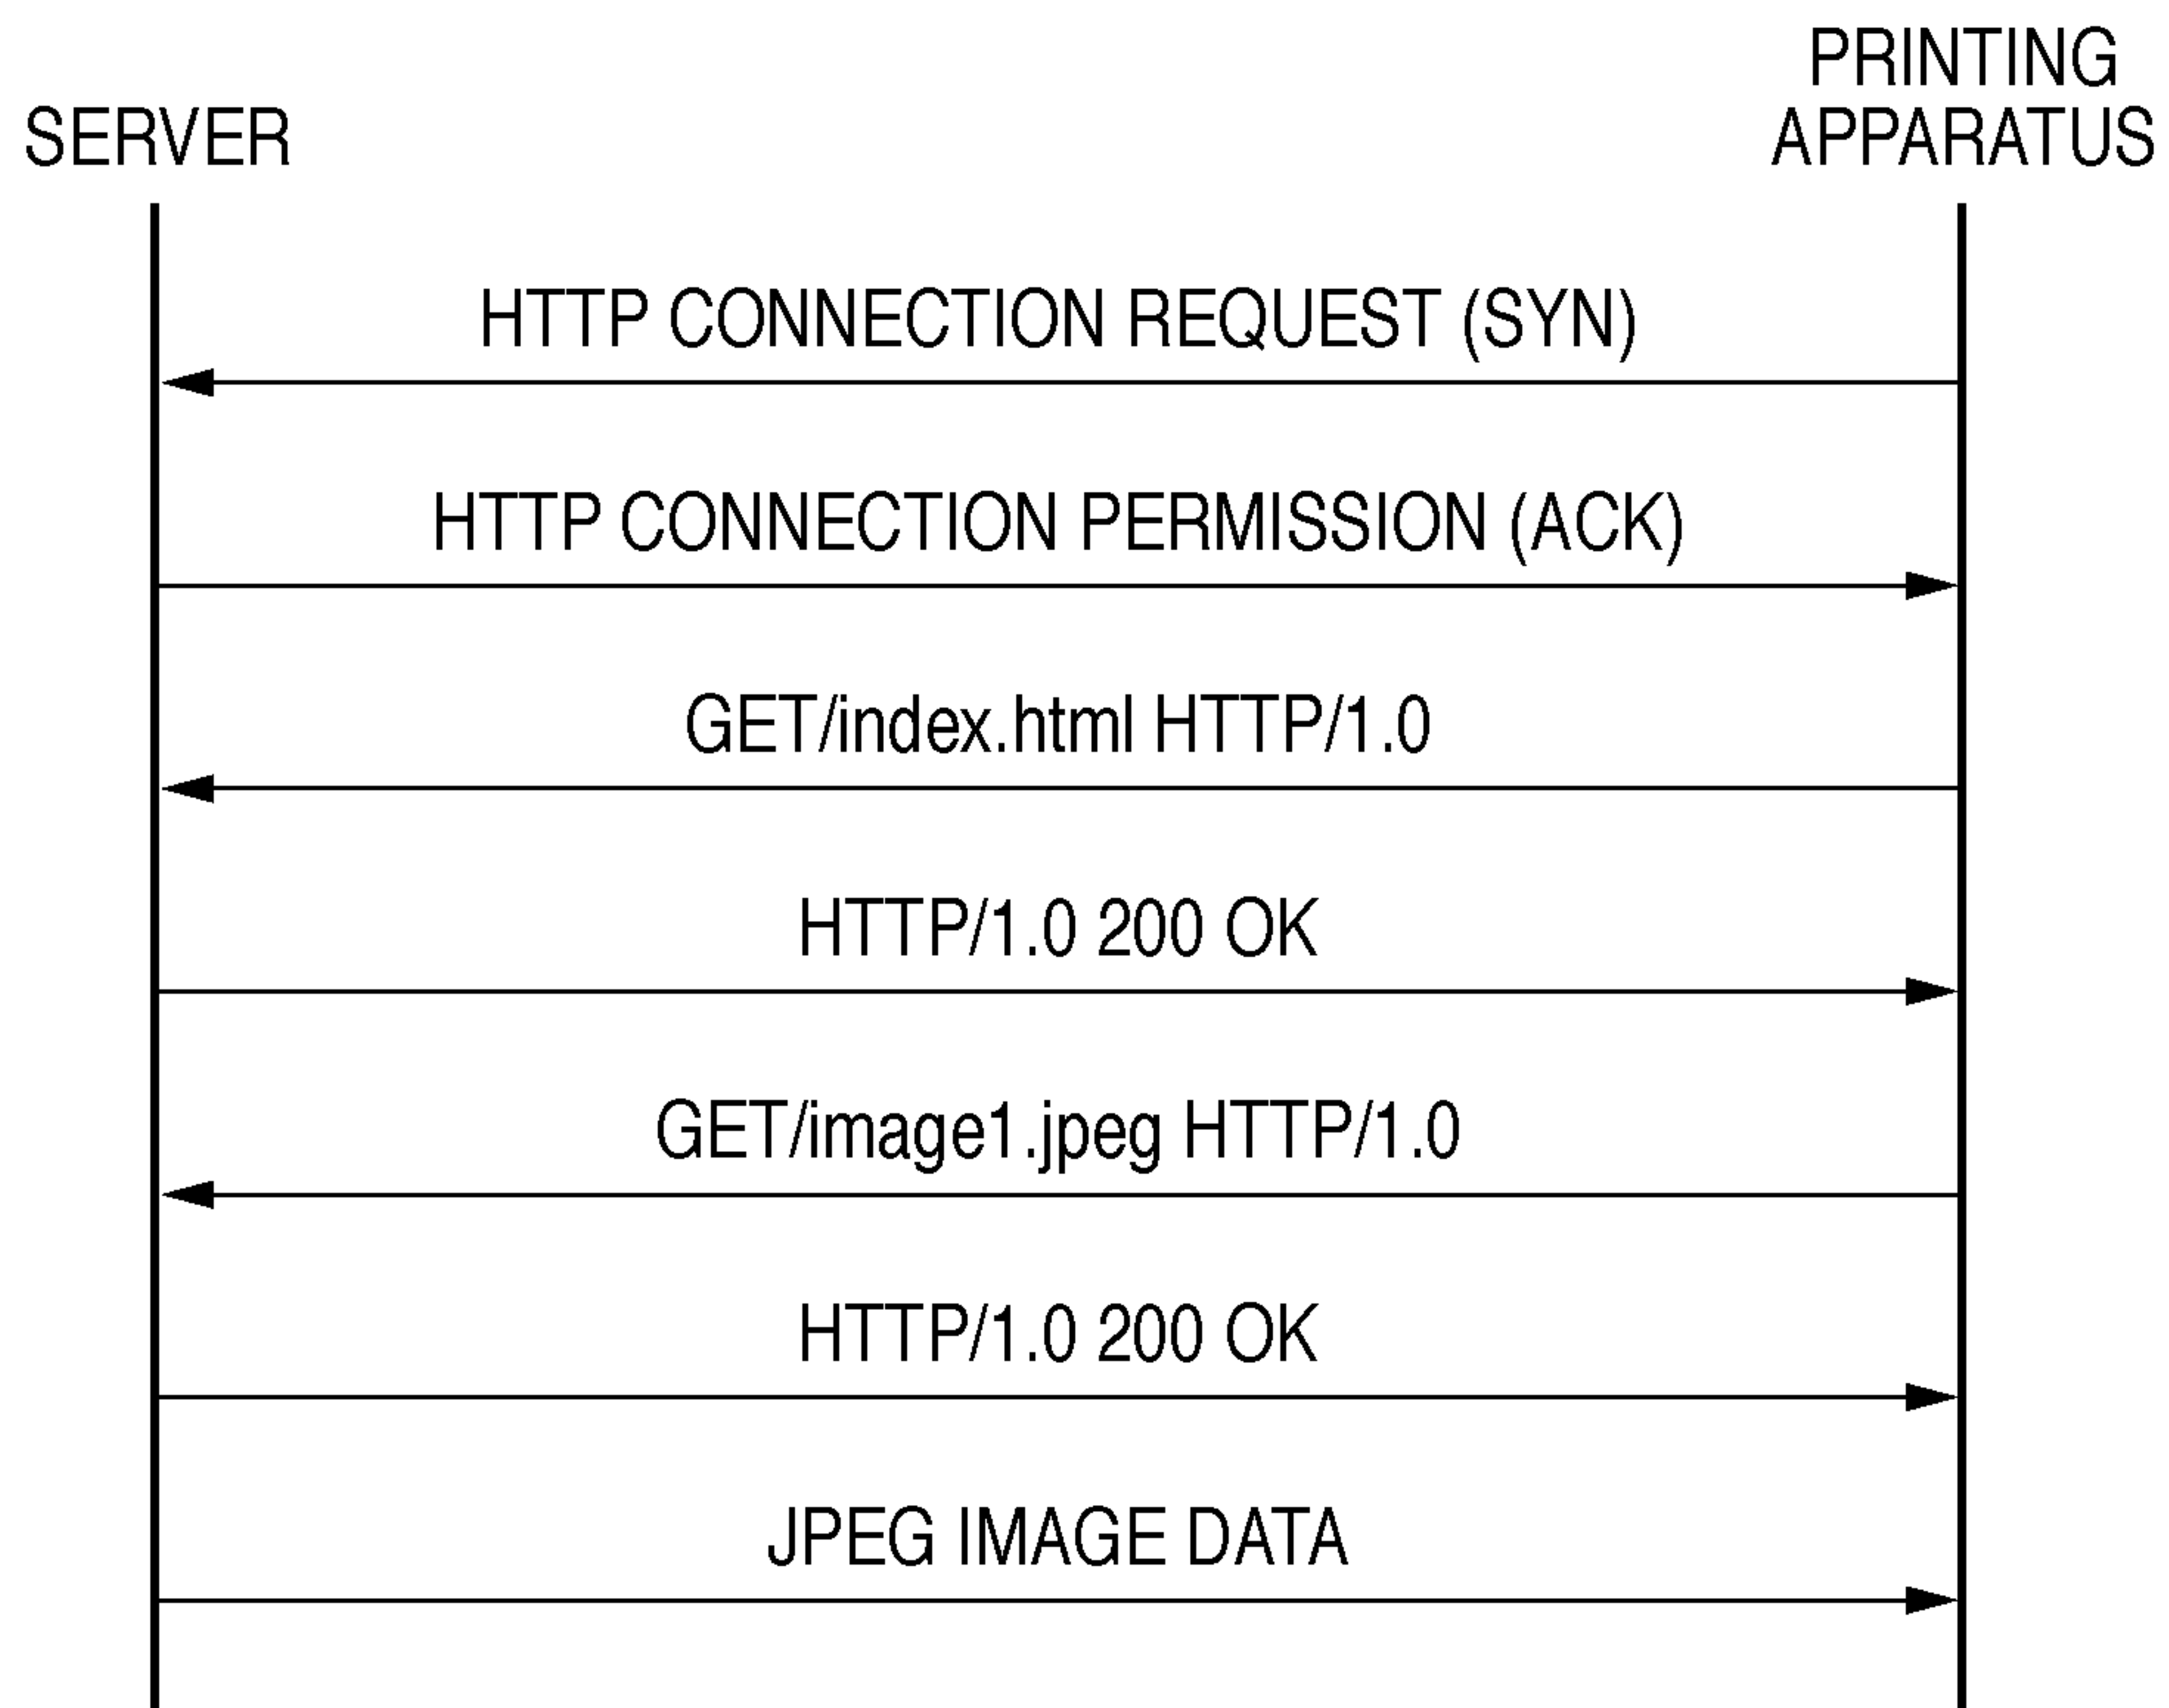 SERVER
PRINTING
APPARATUS
HTTP CONNECTION REQUEST (SYN)
HTTP CONNECTION PERMISSION (ACK)
GET/index.html HTTP/1.0
HTTP/1.0 200 OK
GET/image1.jpeg HTTP/1.0
HTTP/1.0 200 OK
JPEG IMAGE DATA